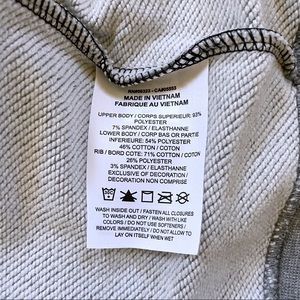 MADE IN VIETNAM
FABRIQUE AU VIETNAM
UPPER BODY / CORPS SUPERIEUR: 93%
POLYESTER
7% SPANDEX / ELASTHANNE
LOWER BODY / CORP BAS OR PARTIE
INFERIEURE: 54% POLYESTER
46% COTTON / COTON
RIB / BORD COTE: 71% COTTON / COTON
26% POLYESTER
3% SPANDEX / ELASTHANNE
EXCLUSIVE OF DECORATION /
DECORATION NON COMPRISE
WASH INSIDE OUT / FASTEN ALL CLOSURES
TO WASH AND DRY / WASH WITH LIKE
COLORS / DO NOT USE SOFTENERS /
REMOVE IMMEDIATELY / DO NOT ALLOW TO
LAY ON ITSELF WHEN WET